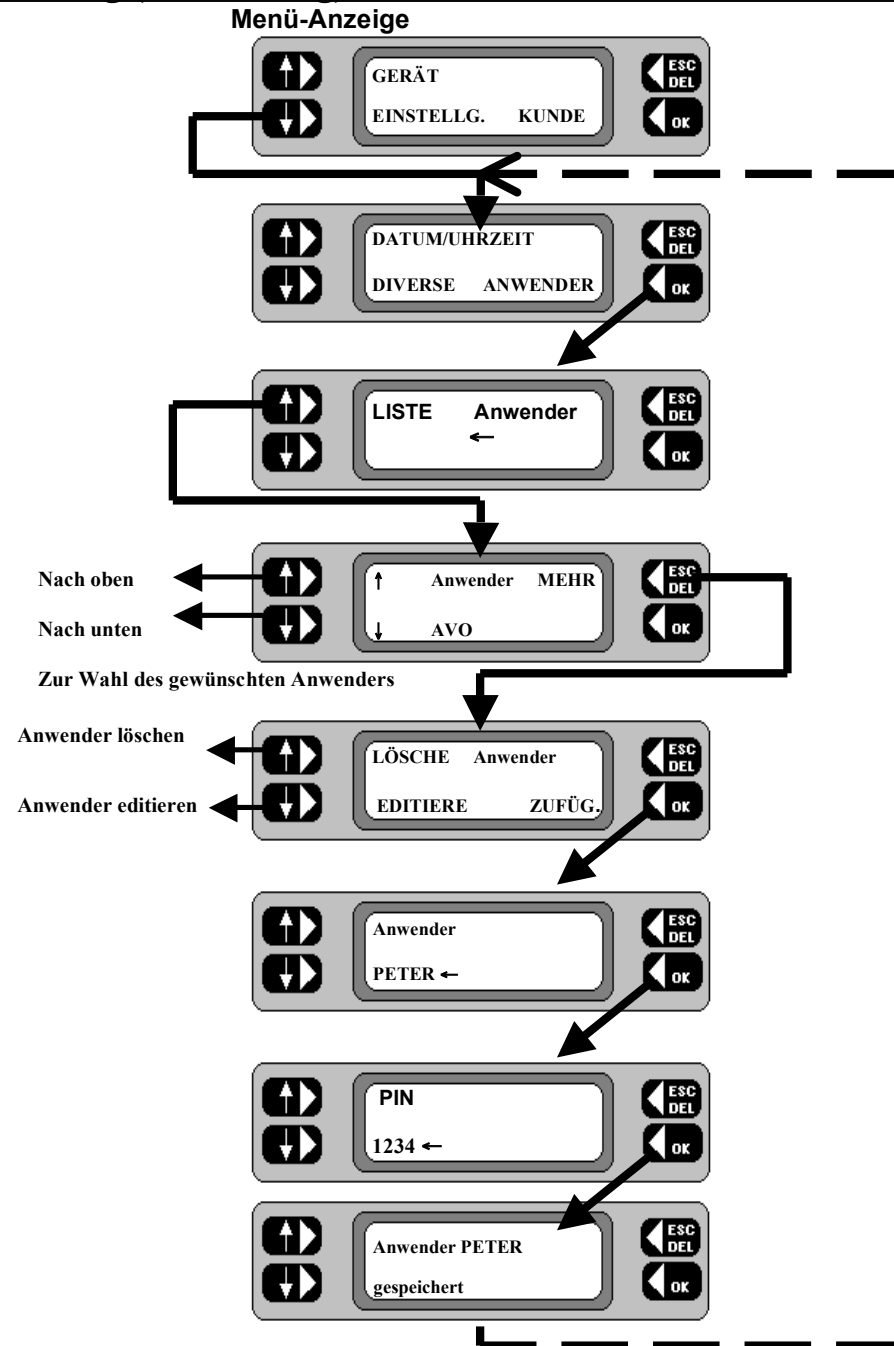 Menü-Anzeige
GERÄT
ESC
DEL
EINSTELLG. KUNDE
OK
DATUM/UHRZEIT
ESC
DEL
DIVERSE ANWENDER
OK
LISTE Anwender
ESC
DEL
←
OK
Nach oben
↑ Anwender MEHR
ESC
DEL
Nach unten
↓ AVO
OK
Zur Wahl des gewünschten Anwenders
Anwender löschen
LÖSCHE Anwender
ESC
DEL
Anwender editieren
EDITIERE ZUFÜG.
OK
Anwender
ESC
DEL
PETER ←
OK
PIN
ESC
DEL
1234 ←
OK
Anwender PETER
ESC
DEL
gespeichert
OK